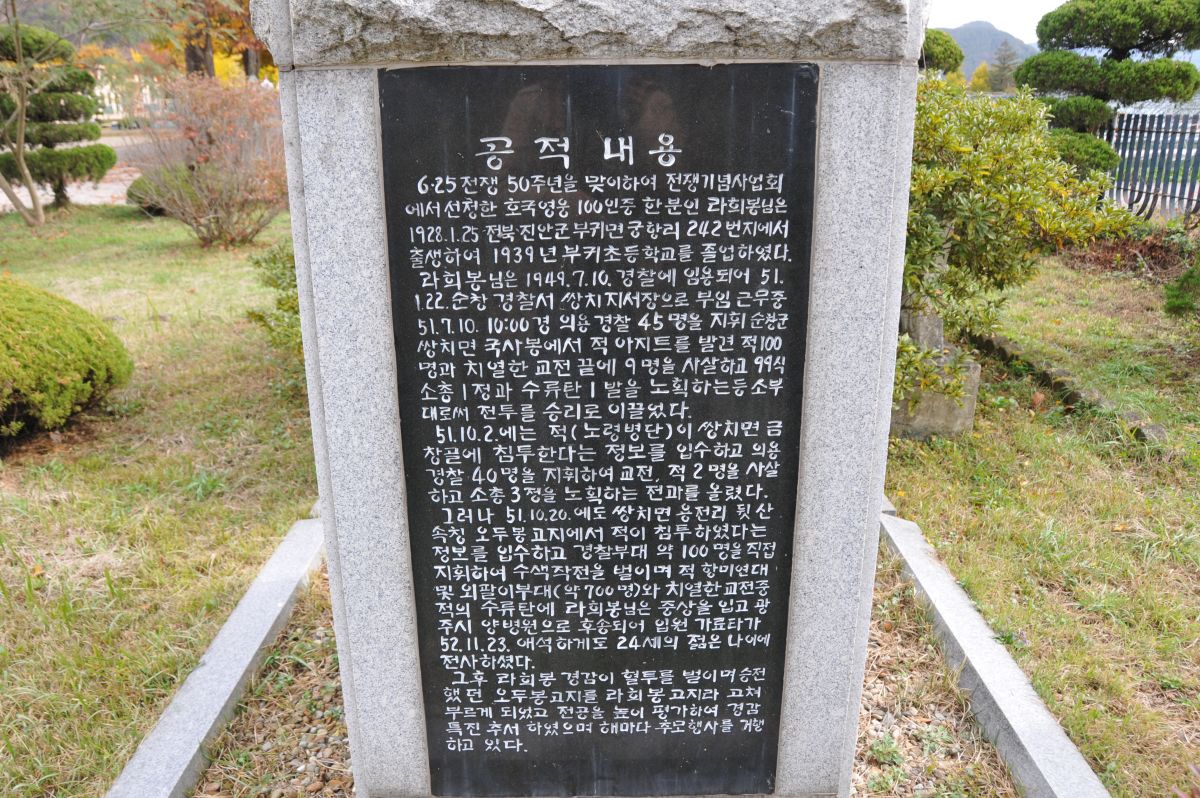 공적 내용
6·25전쟁 50주년을 맞이하여 전쟁기념사업회
에서 선정한 호국영웅 100인중 한 분인 라희봉님은
1928.1.25 전북 진안군 부귀면 궁항리 242번지에서
출생하여 1939년 부귀초등학교를 졸업하였다.
라희봉님은 1949.7.10. 경찰에 임용되어 51.
1.22. 순창 경찰서 쌍치지서장으로 부임 근무중
51.7.10. 10:00경 의용경찰 45명을 지휘 순창군
쌍치면 국사봉에서 적 아지트를 발견 적100
명과 치열한 교전 끝에 9명을 사살하고 99식
소총 1정과 수류탄 1발을 노획하는등 소부
대로써 전투를 승리로 이끌었다.
51.10.2.에는 적(노령병단)이 쌍치면 금
창골에 침투한다는 정보를 입수하고 의용
경찰 40명을 지휘하여 교전, 적 2명을 사살
하고 소총 3정을 노획하는 전과를 올렸다.
그러나 51.10.20.에도 쌍치면 용전리 뒷산
속칭 오두봉고지에서 적이 침투하였다는
정보를 입수하고 경찰부대 약 100명을 직접
지휘하여 수색작전을 벌이며 적 항미연대
및 외팔이부대(약700명)와 치열한교전중
적의 수류탄에 라희봉님은 중상을 입고 광
주시 양병원으로 후송되어 입원 가료타가
52.11.23. 애석하게도 24세의 젊은 나이에
전사하셨다.
그후 라희봉 경감이 혈투를 벌이며승전
했던 오두봉고지를 라희봉고지라 고쳐
부르게 되었고 전공을 높이 평가하여 경감
특진 추서 하였으며 해마다 추모행사를 거행
하고 있다.